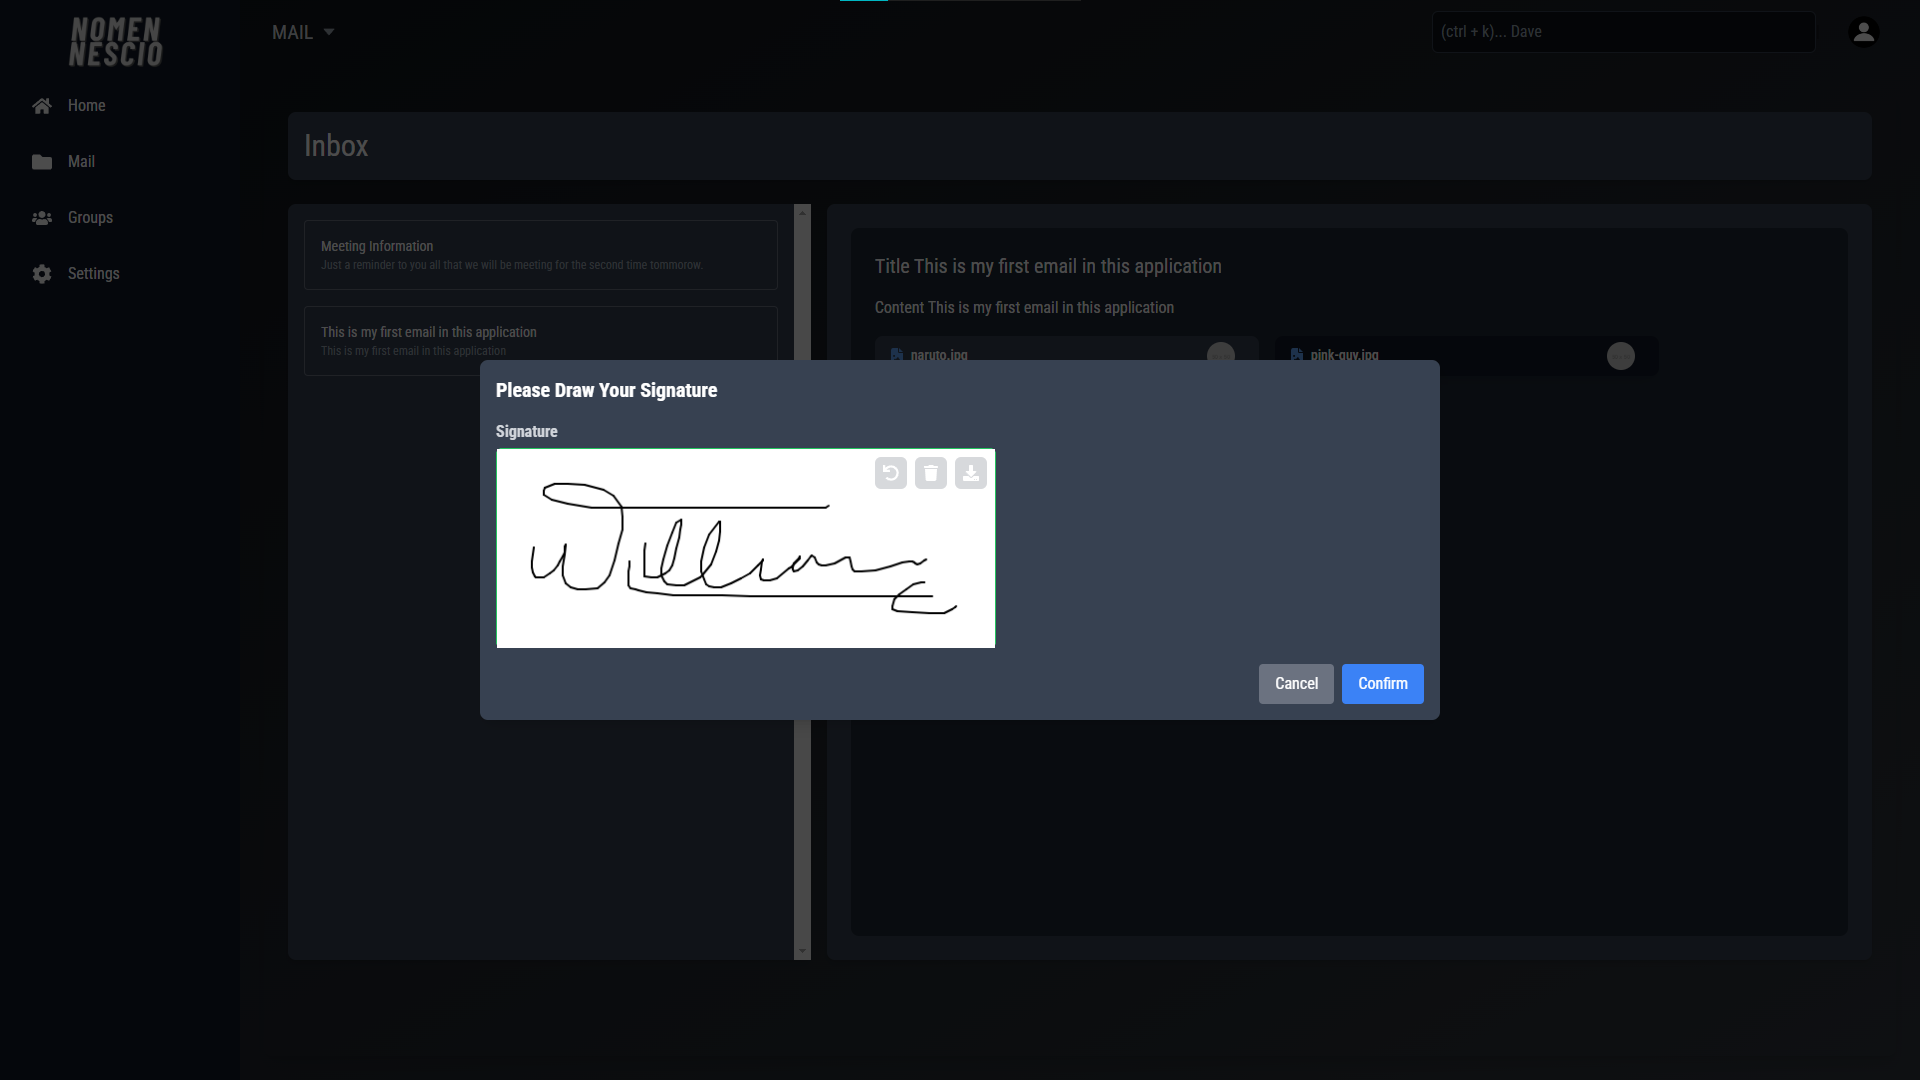 NOMEN
NESCIO
MAIL
(ctrl + k)... Dave
Home
Mail
Groups
Settings
Inbox
Meeting Information
Just a reminder to you all that we will be meeting for the second time tommorow.
This is my first email in this application
This is my first email in this application
Title This is my first email in this application
Content This is my first email in this application
naruto.jpg
pink-guy.jpg
Please Draw Your Signature
Signature
William
Cancel
Confirm